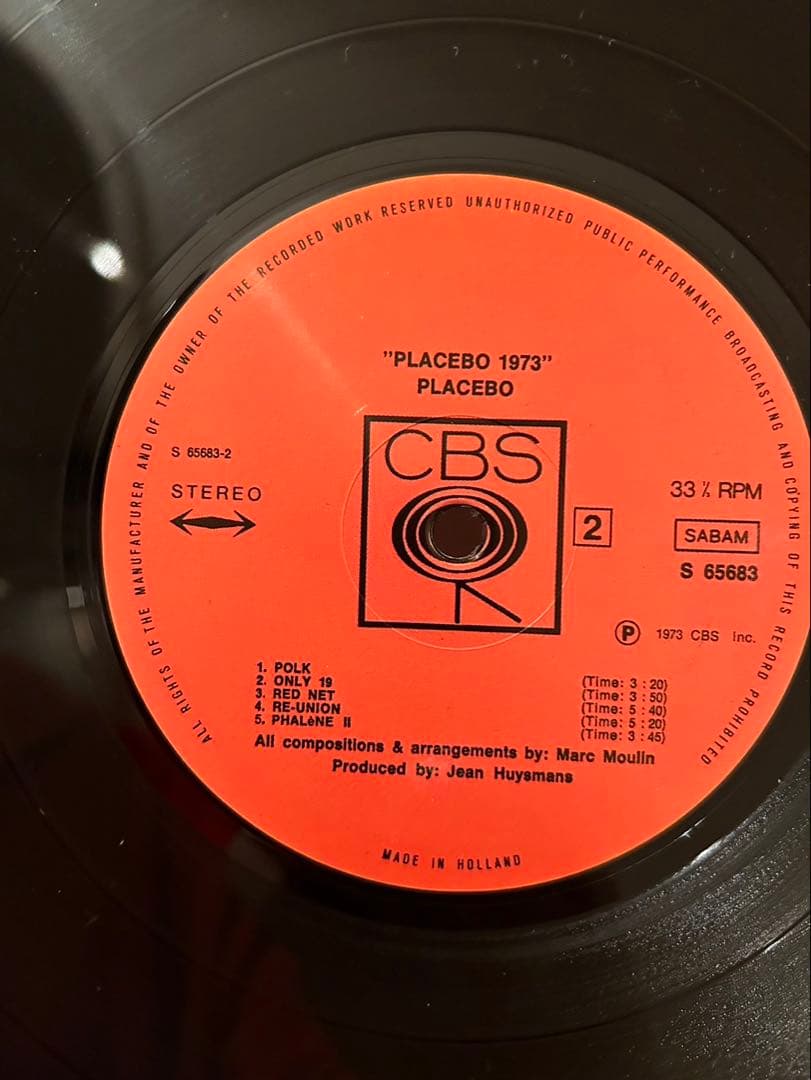 ALL RIGHTS OF THE MANUFACTURER AND OF THE OWNER OF THE RECORDED WORK RESERVED UNAUTHORIZED PUBLIC PERFORMANCE BROADCASTING AND COPYING OF THIS RECORD PROHIBITED
"PLACEBO 1973"
PLACEBO
CBS
S 65683-2
STEREO
2
33⅓ RPM
SABAM
S 65683
Ⓟ 1973 CBS Inc.
1. POLK (Time: 3 : 20)
2. ONLY 19 (Time: 3 : 50)
3. RED NET (Time: 5 : 40)
4. RE-UNION (Time: 5 : 20)
5. PHALèNE II (Time: 3 : 45)
All compositions & arrangements by: Marc Moulin
Produced by: Jean Huysmans
MADE IN HOLLAND